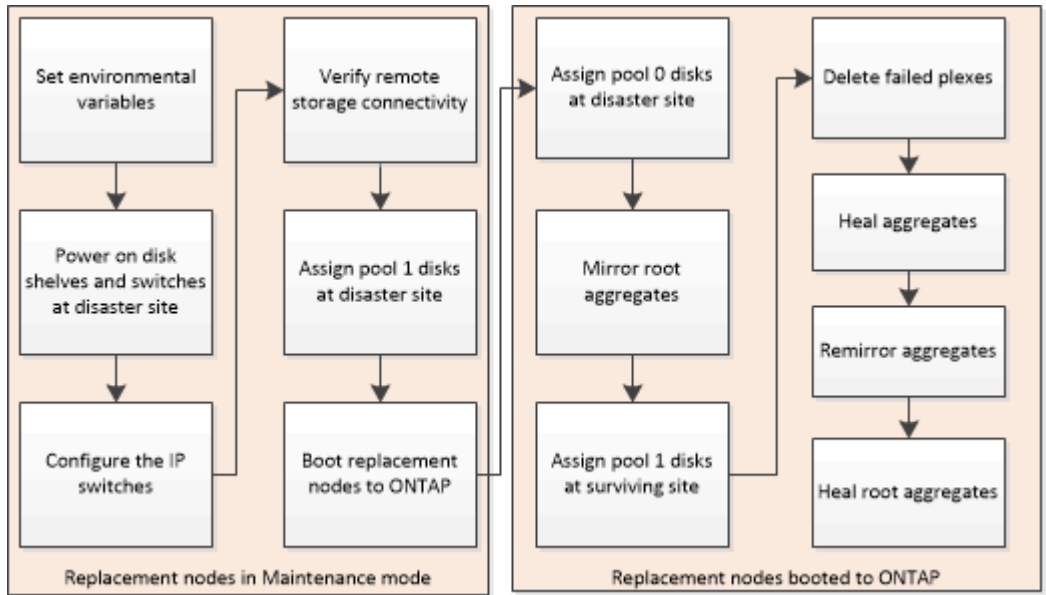 Set environmental
variables
Power on disk
shelves and switches
at disaster site
Configure the IP
switches
Verify remote
storage connectivity
Assign pool 1 disks
at disaster site
Boot replacement
nodes to ONTAP
Replacement nodes in Maintenance mode
Assign pool 0 disks
at disaster site
Mirror root
aggregates
Assign pool 1 disks
at surviving site
Delete failed plexes
Heal aggregates
Remirror aggregates
Heal root aggregates
Replacement nodes booted to ONTAP